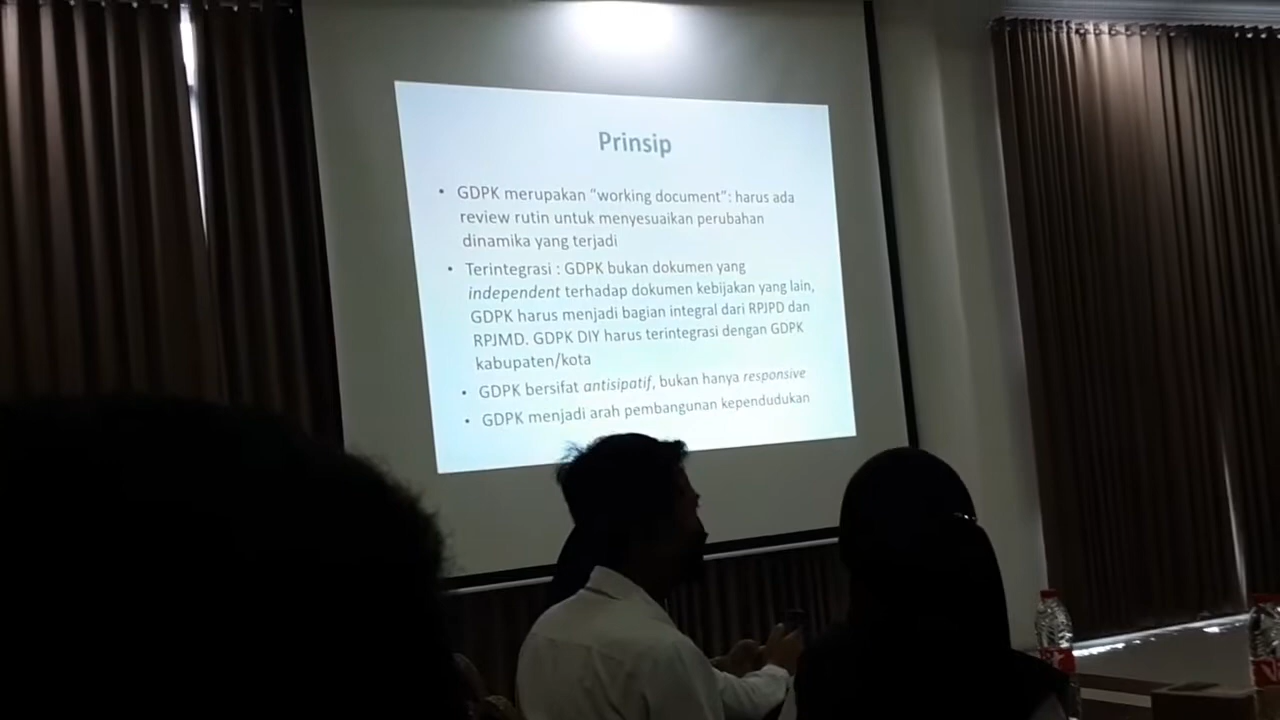 Prinsip
• GDPK merupakan “working document”: harus ada
review rutin untuk menyesuaikan perubahan
dinamika yang terjadi
• Terintegrasi : GDPK bukan dokumen yang
independent terhadap dokumen kebijakan yang lain,
GDPK harus menjadi bagian integral dari RPJPD dan
RPJMD. GDPK DIY harus terintegrasi dengan GDPK
kabupaten/kota
• GDPK bersifat antisipatif, bukan hanya responsive
• GDPK menjadi arah pembangunan kependudukan